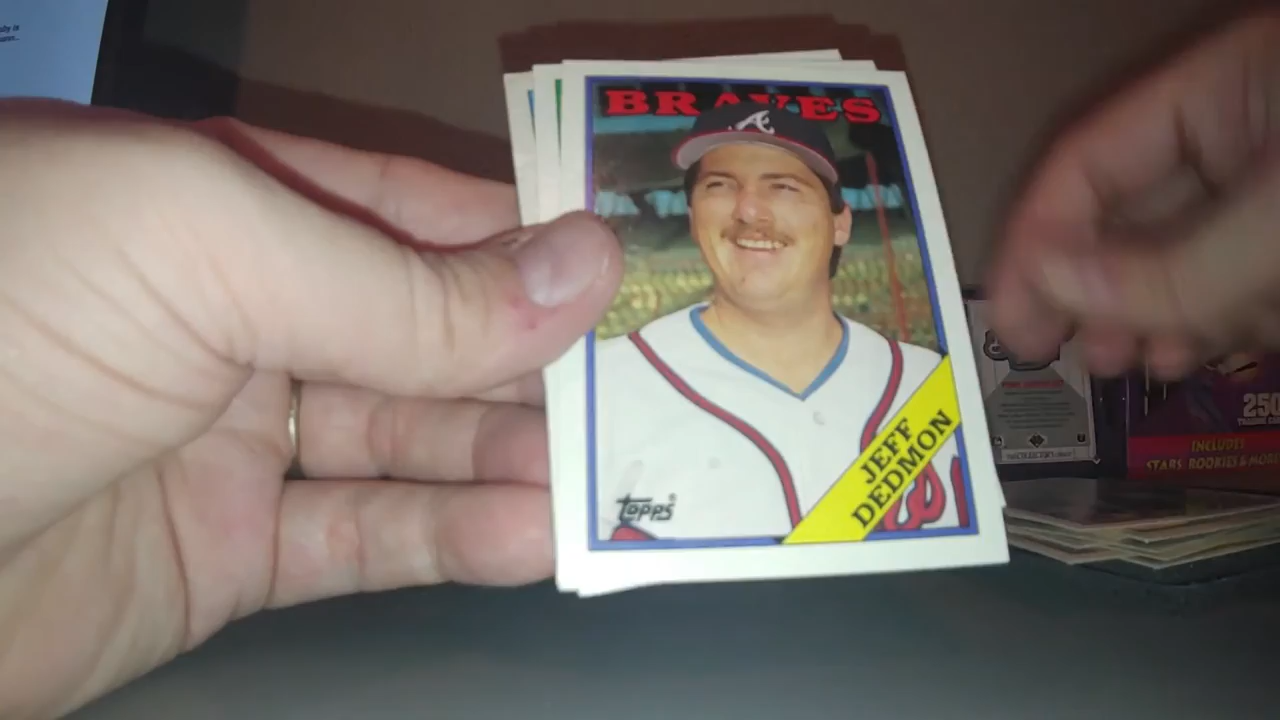 BRAVES
JEFF
DEDMON
topps
250
INCLUDES
STARS, ROOKIES & MORE